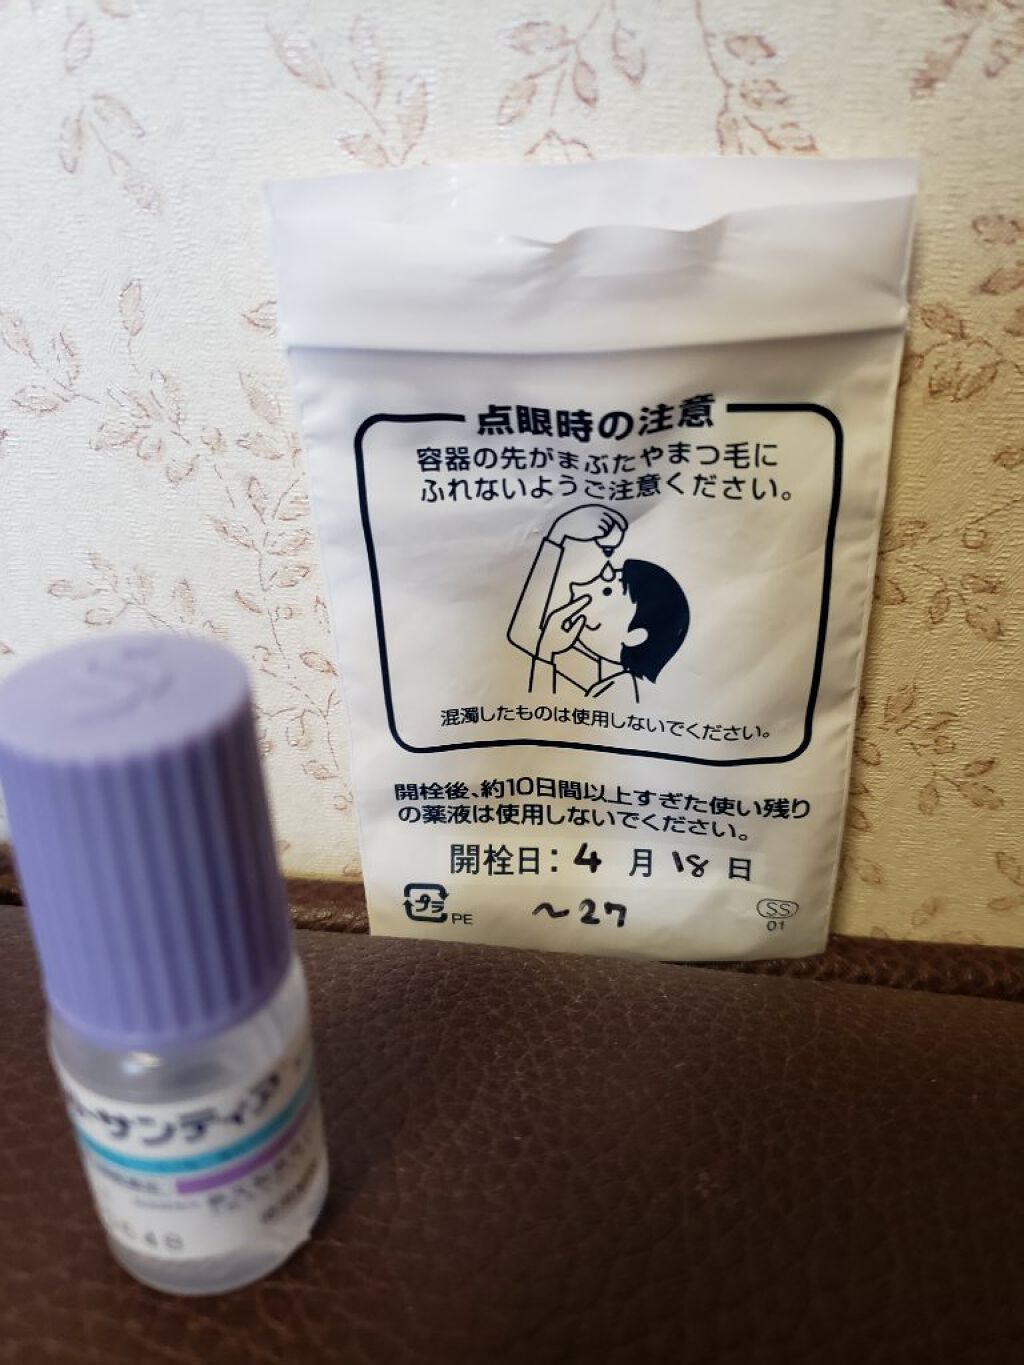 点眼時の注意
容器の先がまぶたやまつ毛に
ふれないようご注意ください。
混濁したものは使用しないでください。
開栓後、約10日間以上すぎた使い残り
の薬液は使用しないでください。
開栓日：4月18日
プラ PE
～27
SS
01
ーサンティア